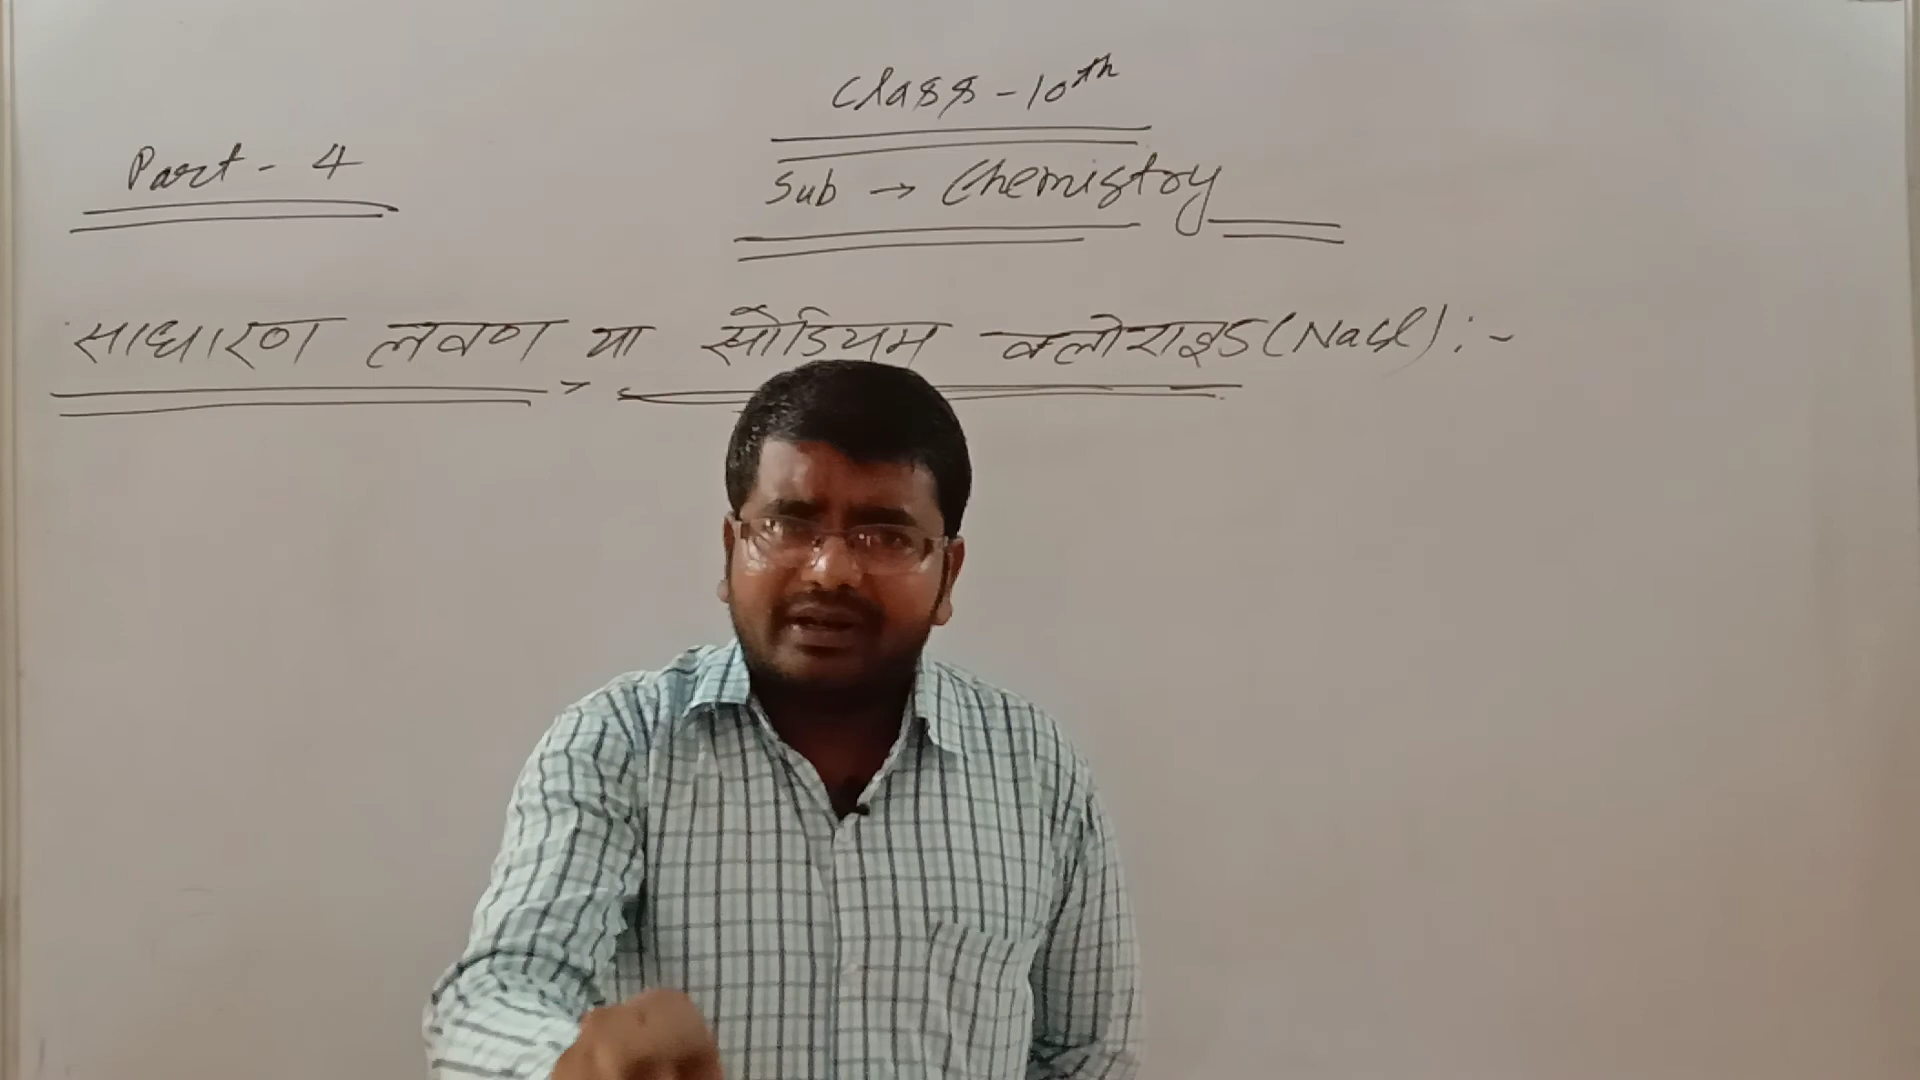 Class - 10th
Part - 4
Sub → Chemistry
साधारण लवण या सोडियम क्लोराइड (NaCl) :-